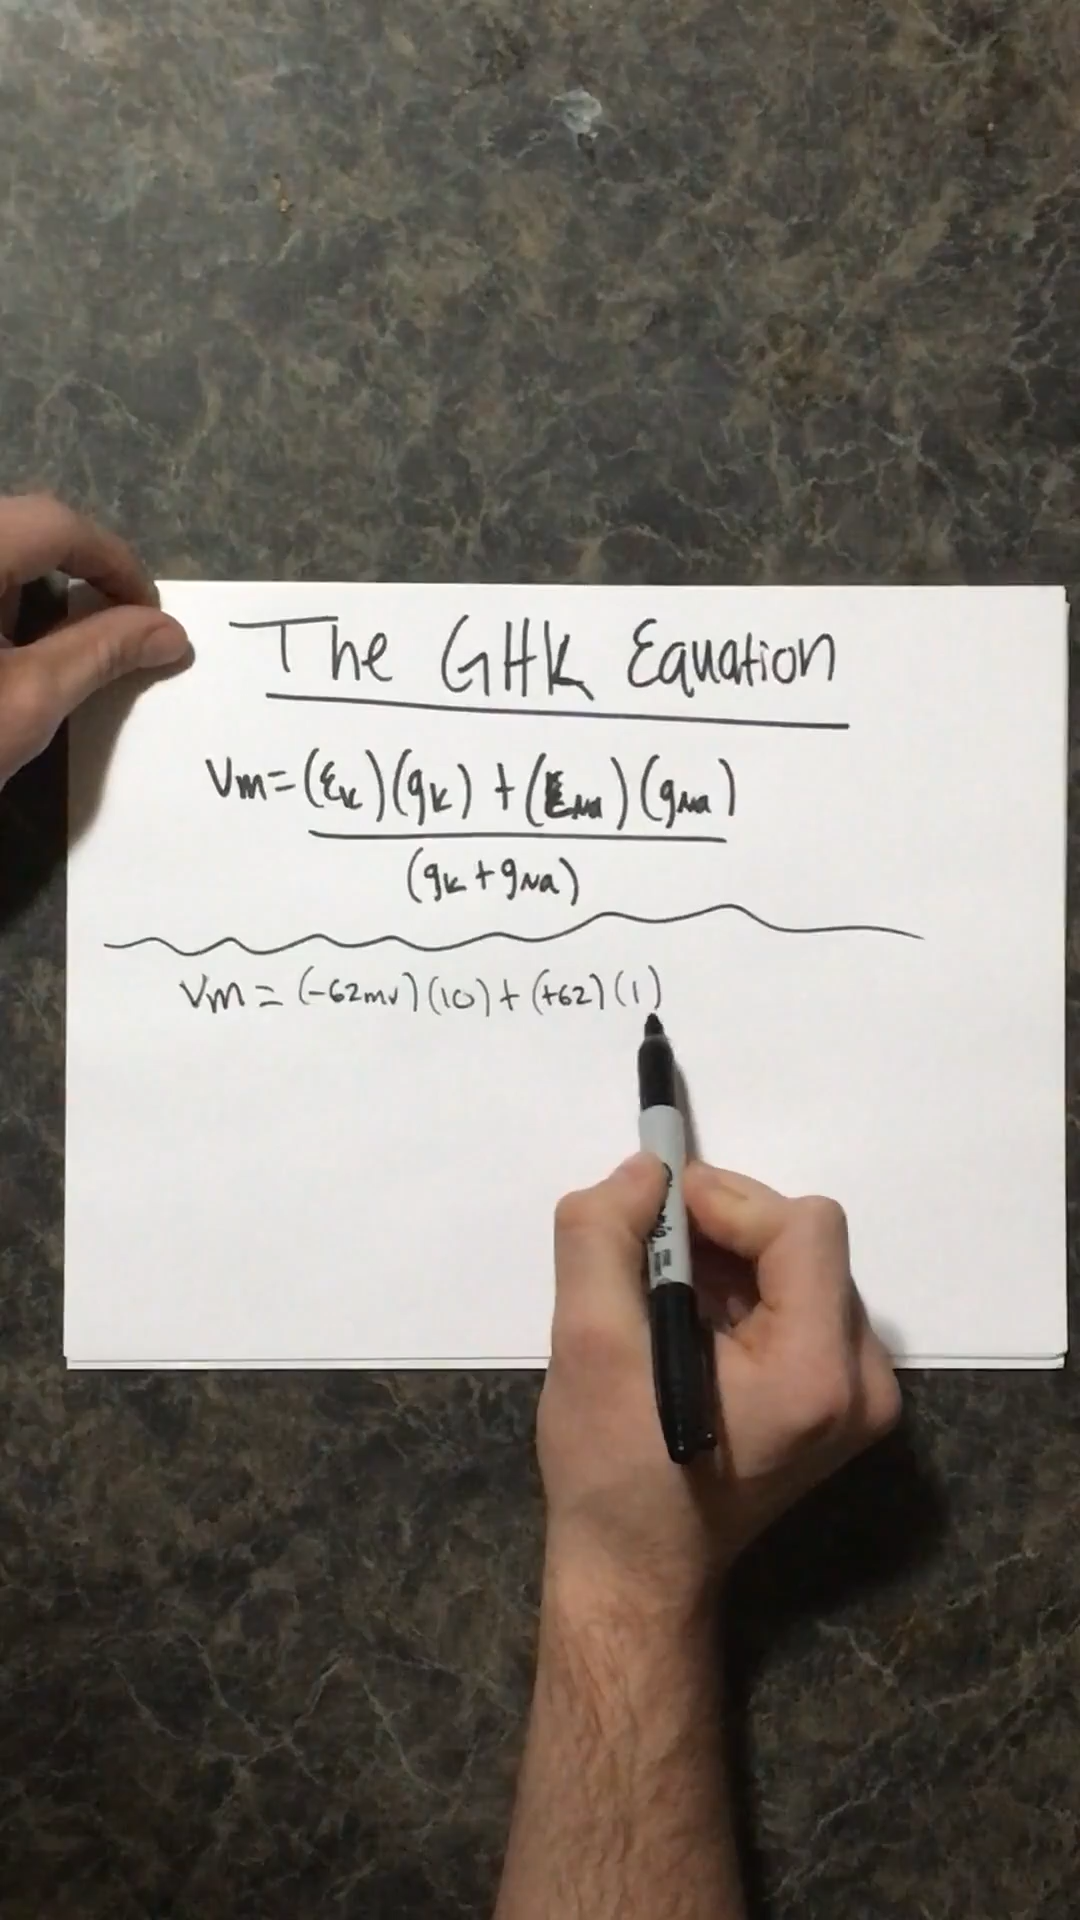 The GHK Equation
Vm=(EK)(gK) + (ENa)(gNa)
(gK + gNa)
Vm = (-62mv)(10) + (+62)(1)